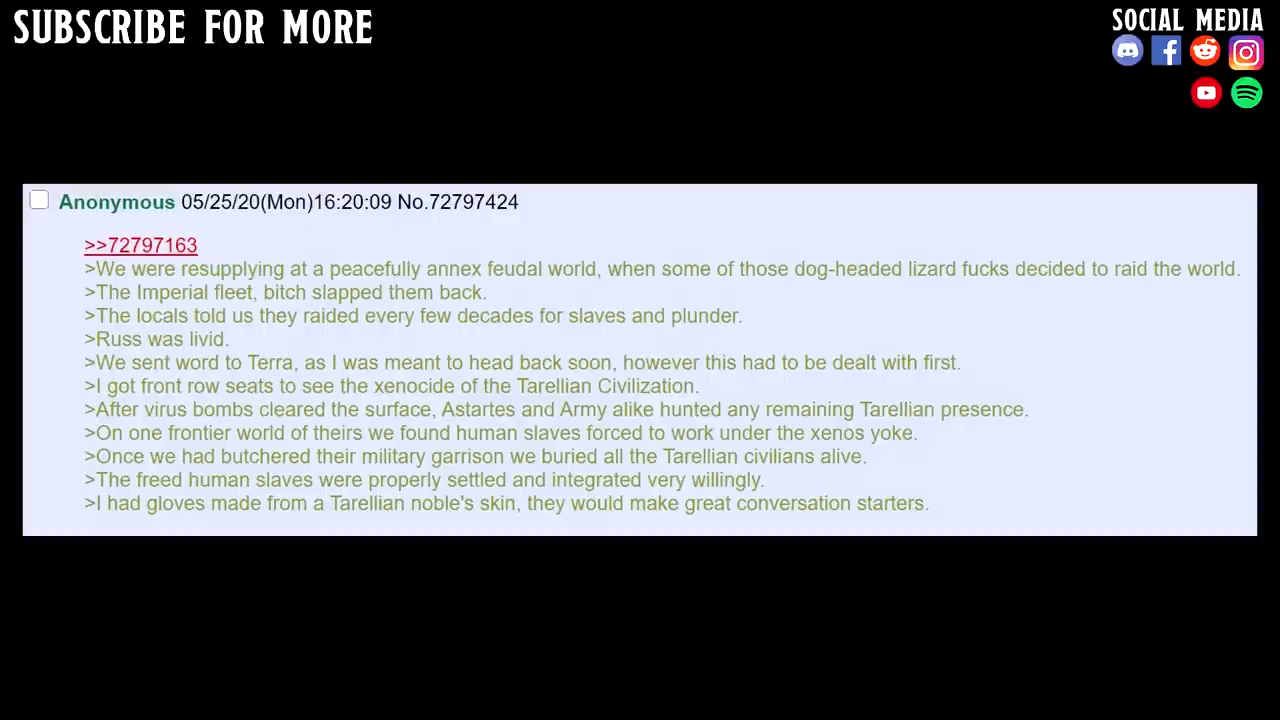 SUBSCRIBE FOR MORE
SOCIAL MEDIA
Anonymous 05/25/20(Mon)16:20:09 No.72797424
>>72797163
>We were resupplying at a peacefully annex feudal world, when some of those dog-headed lizard fucks decided to raid the world.
>The Imperial fleet, bitch slapped them back.
>The locals told us they raided every few decades for slaves and plunder.
>Russ was livid.
>We sent word to Terra, as I was meant to head back soon, however this had to be dealt with first.
>I got front row seats to see the xenocide of the Tarellian Civilization.
>After virus bombs cleared the surface, Astartes and Army alike hunted any remaining Tarellian presence.
>On one frontier world of theirs we found human slaves forced to work under the xenos yoke.
>Once we had butchered their military garrison we buried all the Tarellian civilians alive.
>The freed human slaves were properly settled and integrated very willingly.
>I had gloves made from a Tarellian noble's skin, they would make great conversation starters.